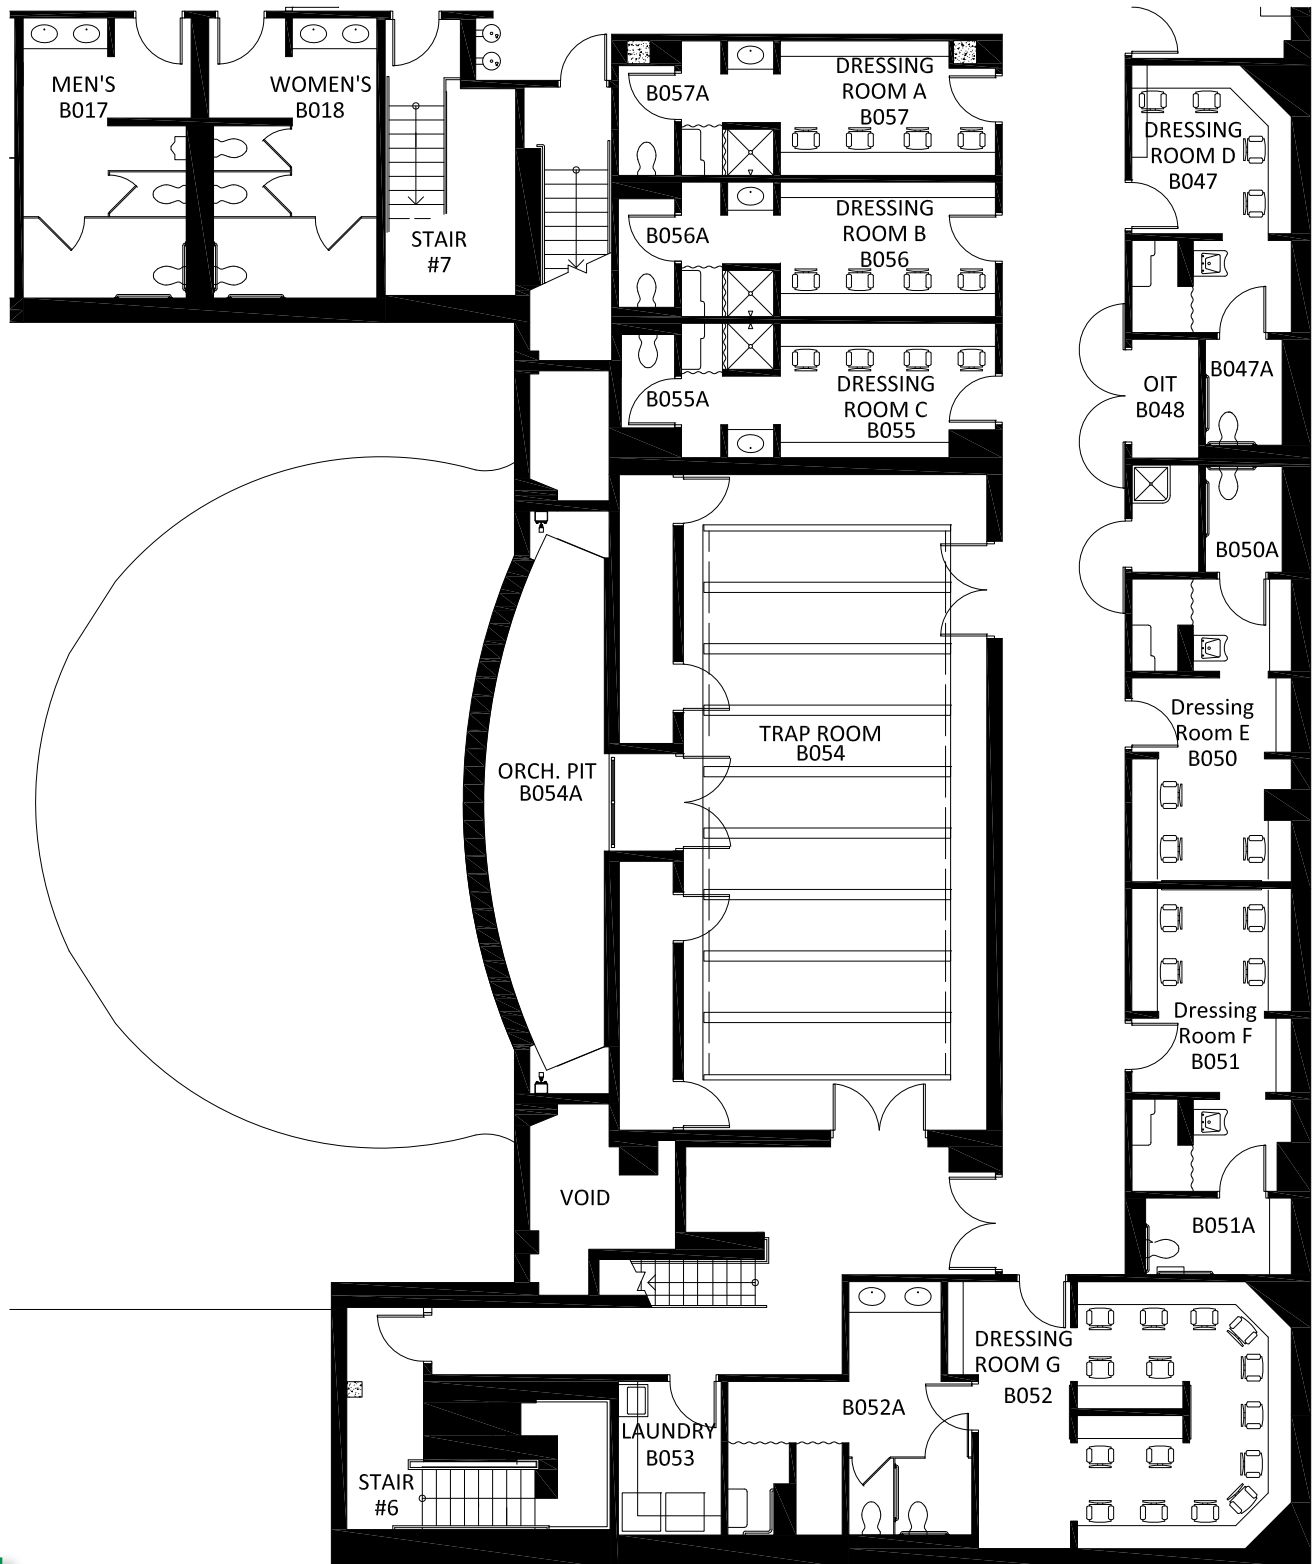 MEN'S
B017
WOMEN'S
B018
STAIR
#7
B057A
DRESSING
ROOM A
B057
B056A
DRESSING
ROOM B
B056
B055A
DRESSING
ROOM C
B055
DRESSING
ROOM D
B047
B047A
OIT
B048
B050A
Dressing
Room E
B050
TRAP ROOM
B054
ORCH. PIT
B054A
Dressing
Room F
B051
B051A
VOID
DRESSING
ROOM G
B052
B052A
LAUNDRY
B053
STAIR
#6